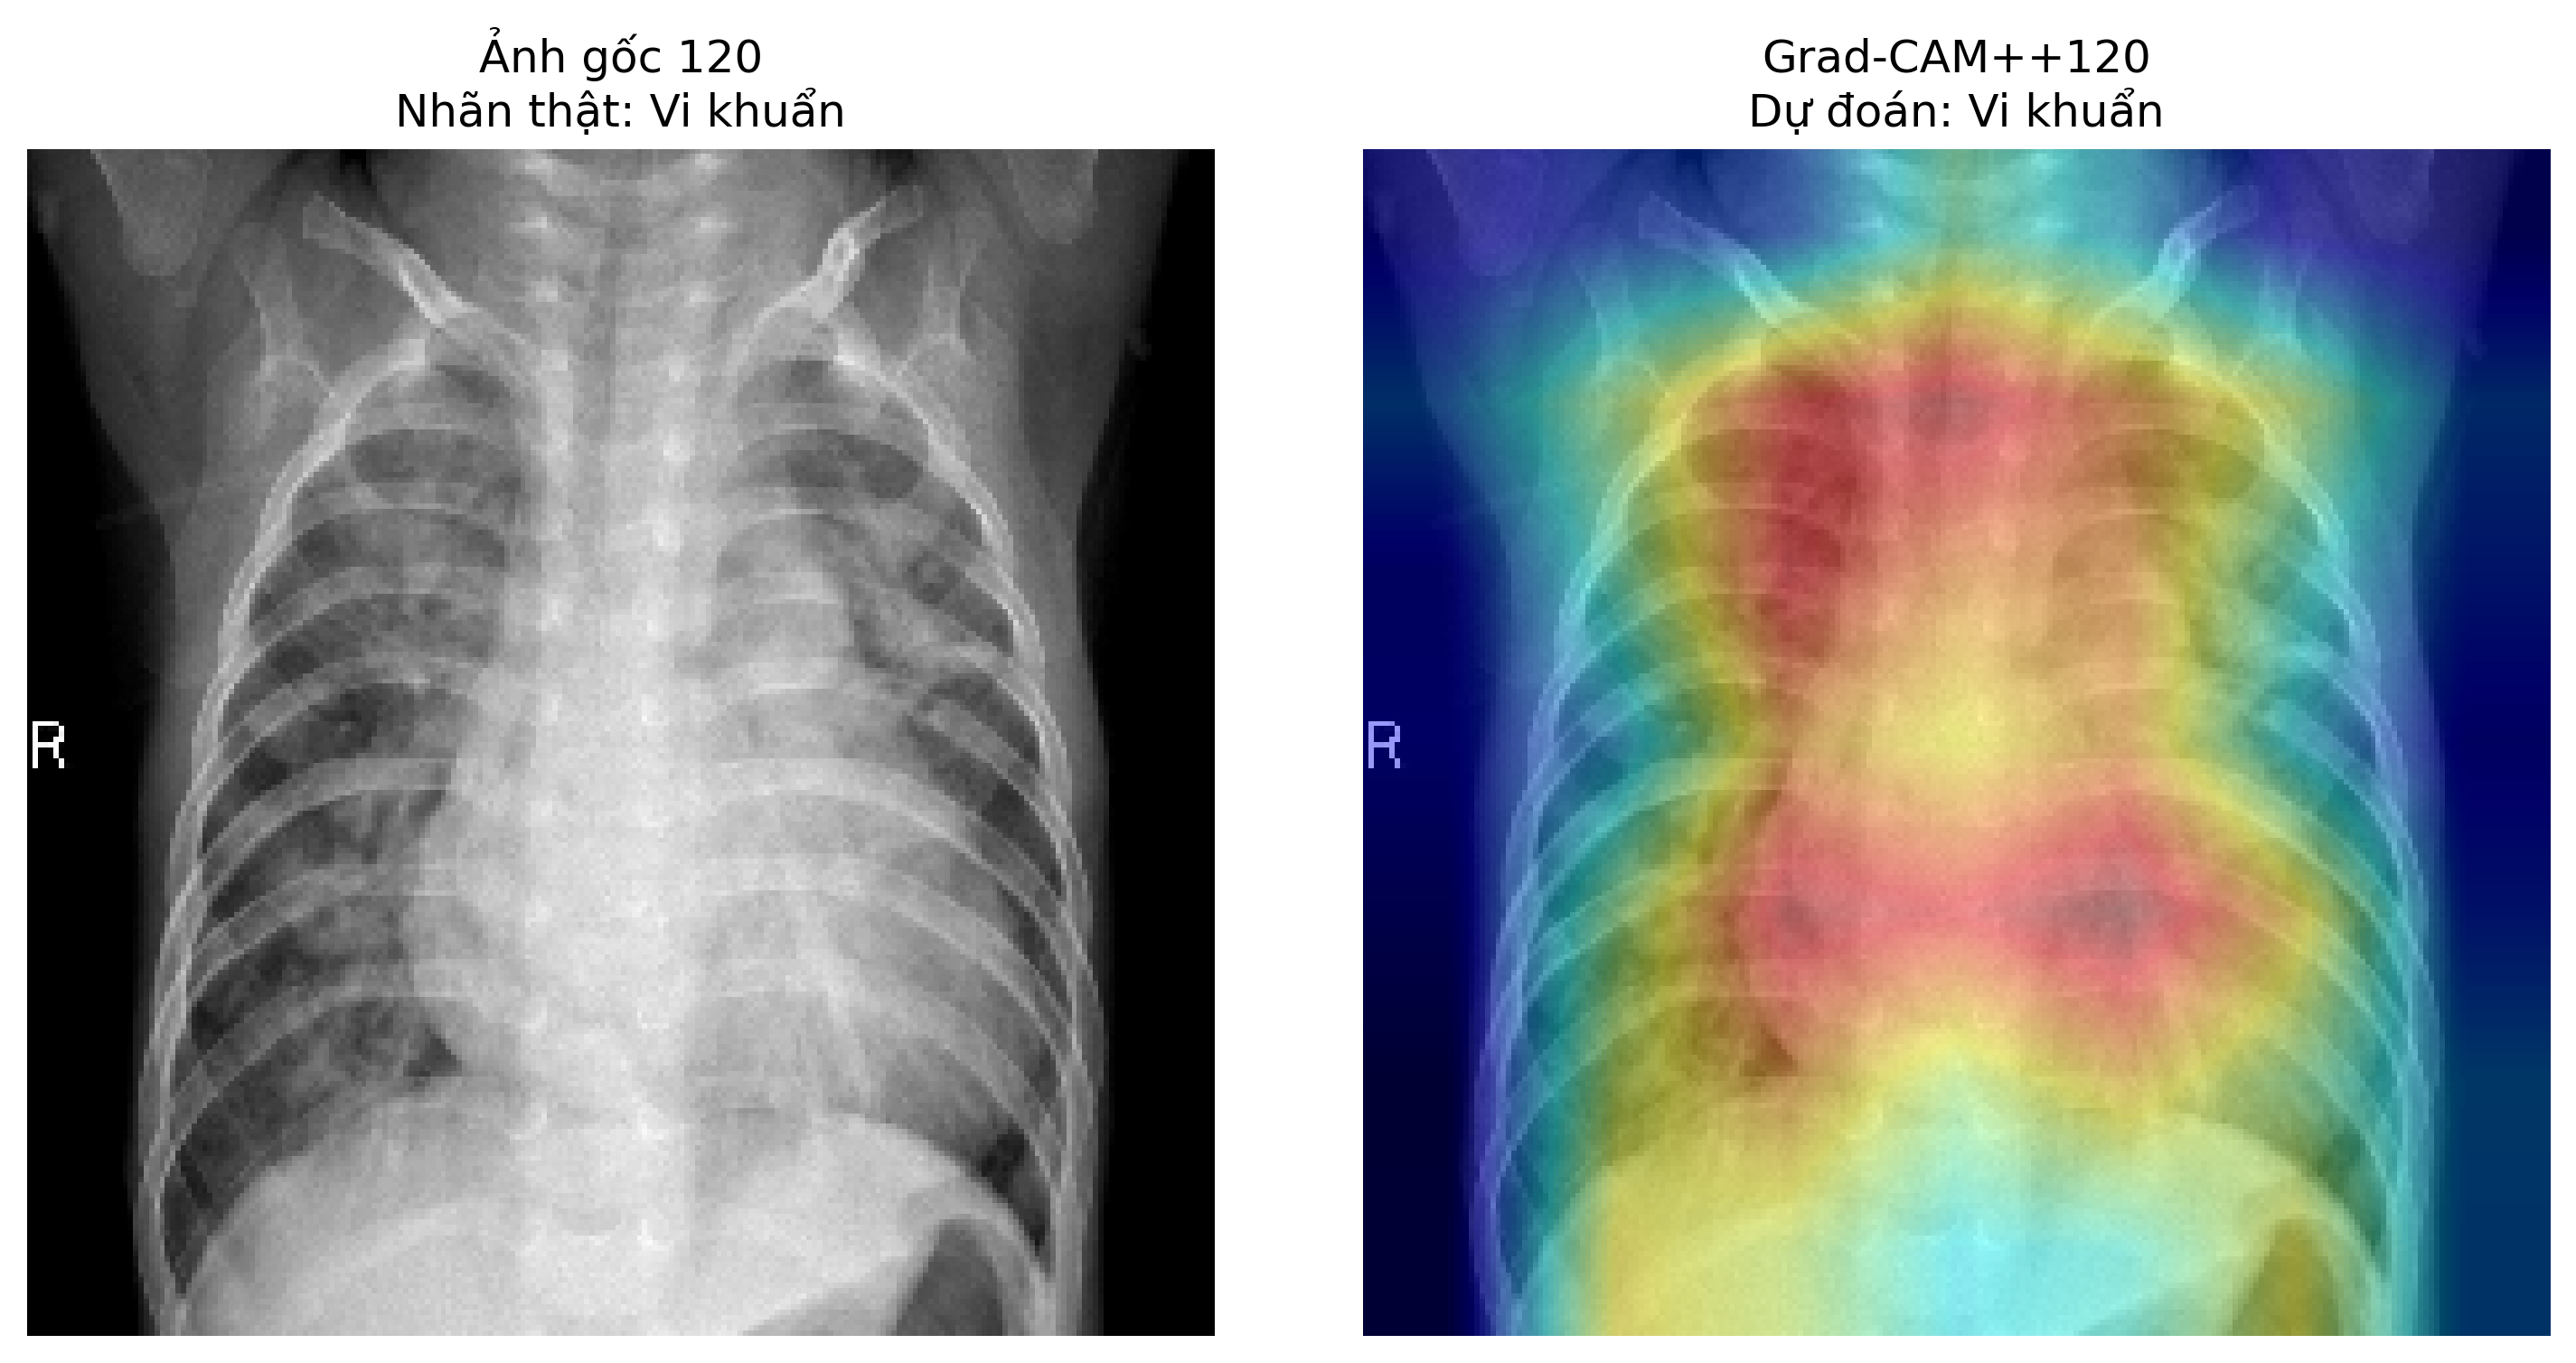 Ảnh gốc 120
Nhãn thật: Vi khuẩn
Grad-CAM++120
Dự đoán: Vi khuẩn
R
R